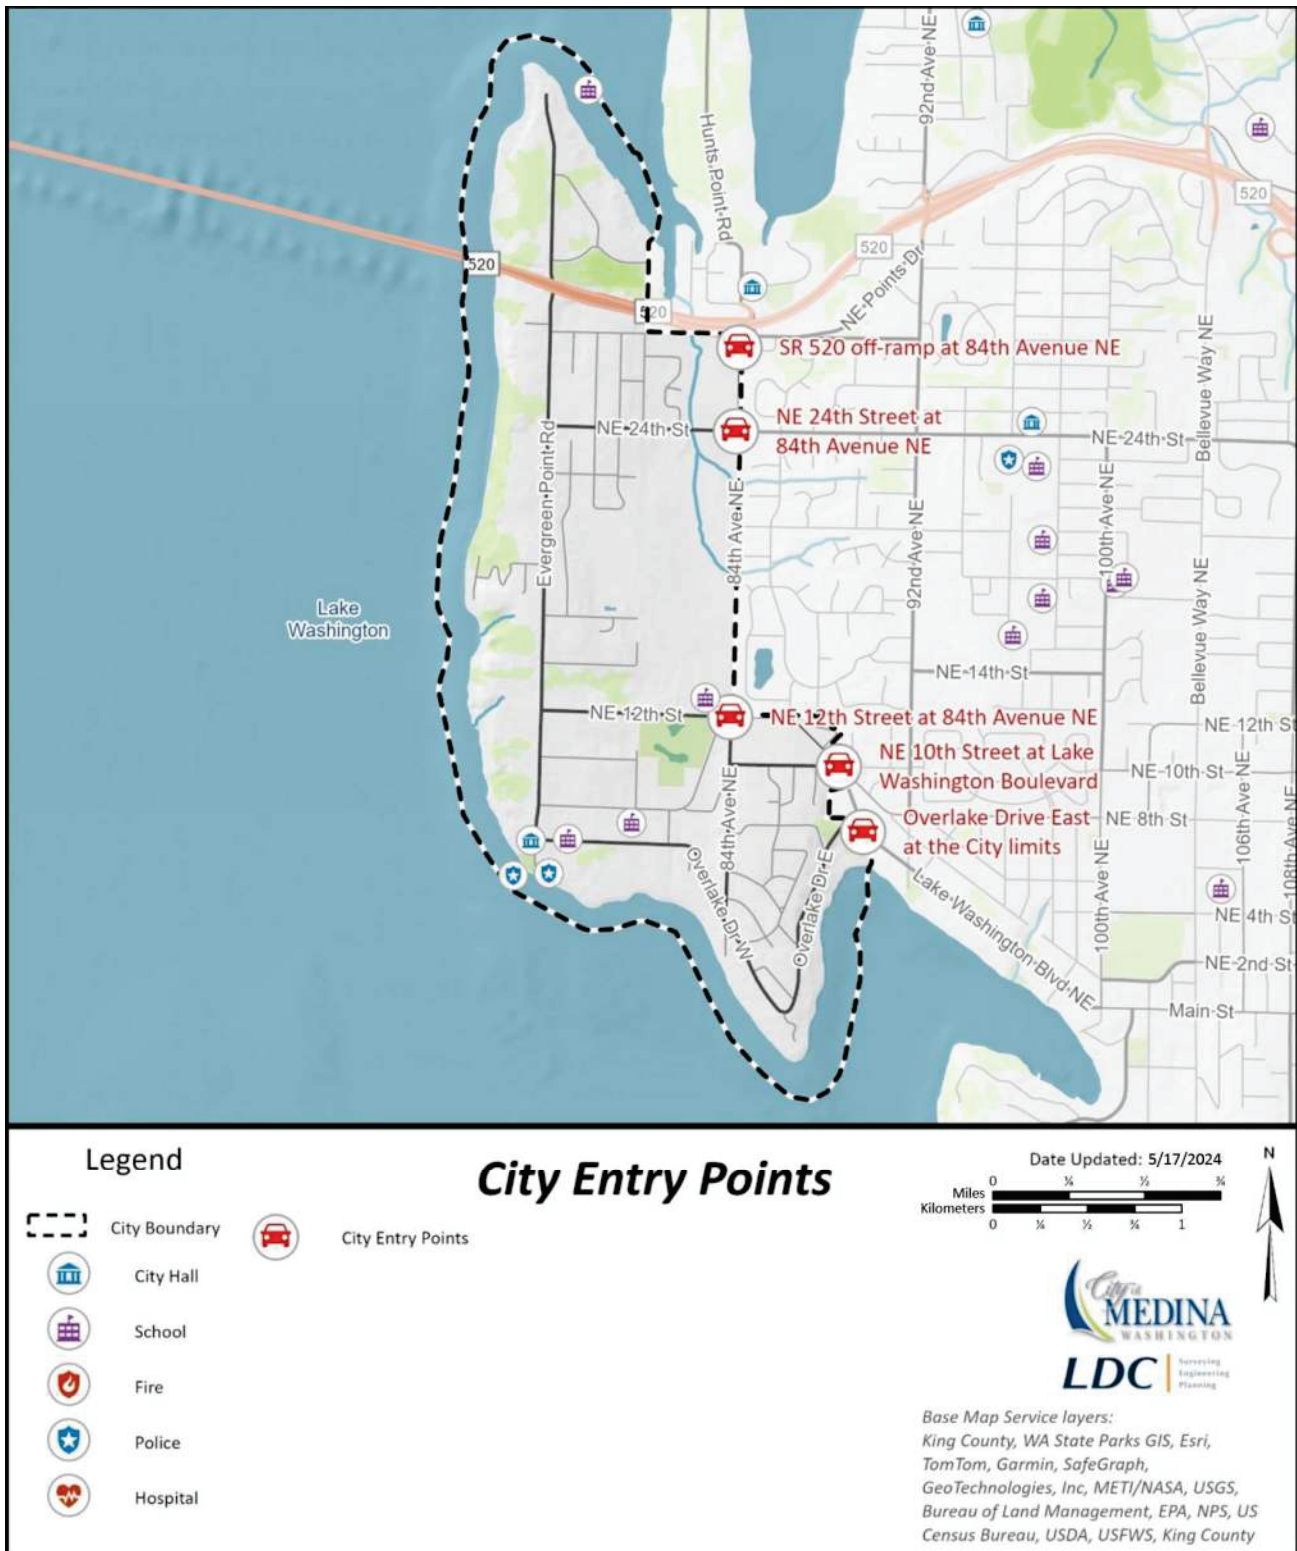 92nd Ave NE
Hunts Point Rd
520
520
520
520
NE Points Dr
Bellevue Way NE
SR 520 off-ramp at 84th Avenue NE
NE 24th Street at
84th Avenue NE
NE 24th St
NE 24th St
Evergreen Point Rd
84th Ave NE
92nd Ave NE
100th Ave NE
Bellevue Way NE
Lake
Washington
NE 14th St
NE 12th St
NE 12th Street at 84th Avenue NE
NE 12th St
NE 10th Street at Lake
Washington Boulevard
NE 10th St
Overlake Drive East
at the City limits
NE 8th St
84th Ave NE
Overlake Dr W
Overlake Dr E
Lake Washington Blvd NE
100th Ave NE
106th Ave NE
108th Ave NE
NE 4th St
NE 2nd St
Main St
Legend
City Boundary
City Hall
School
Fire
Police
Hospital
City Entry Points
City Entry Points
Date Updated: 5/17/2024
N
0 ¼ ½ ¾
Miles
Kilometers
0 ¼ ½ ¾ 1
City of
MEDINA
WASHINGTON
LDC
Surveying
Engineering
Planning
Base Map Service layers:
King County, WA State Parks GIS, Esri,
TomTom, Garmin, SafeGraph,
GeoTechnologies, Inc, METI/NASA, USGS,
Bureau of Land Management, EPA, NPS, US
Census Bureau, USDA, USFWS, King County